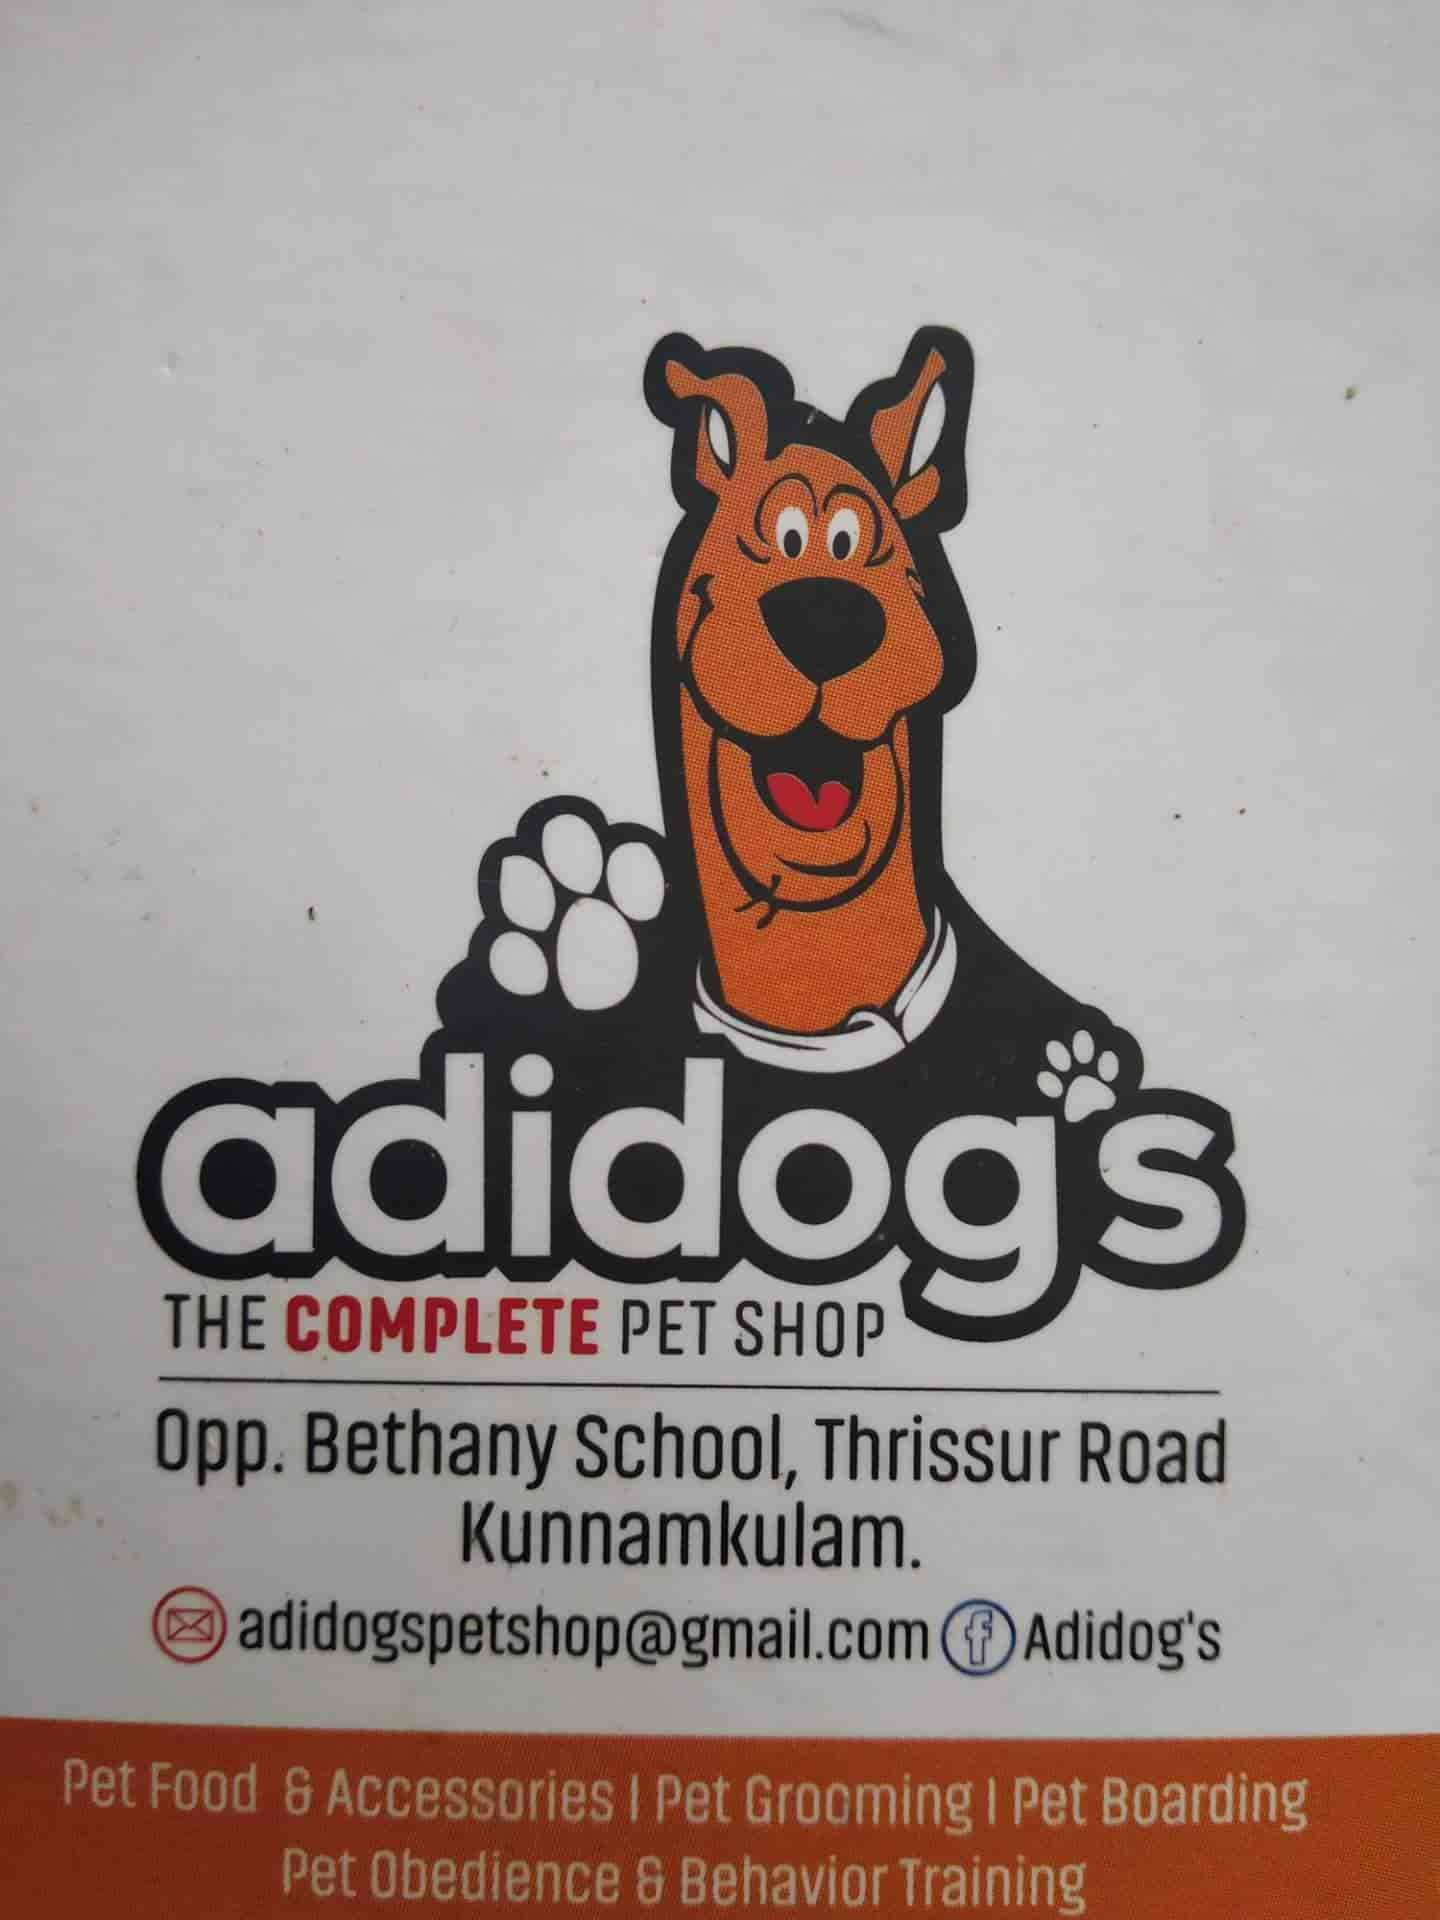 adidog's
THE COMPLETE PET SHOP
Opp. Bethany School, Thrissur Road
Kunnamkulam.
adidogspetshop@gmail.com f Adidog's
Pet Food & Accessories | Pet Grooming | Pet Boarding
Pet Obedience & Behavior Training